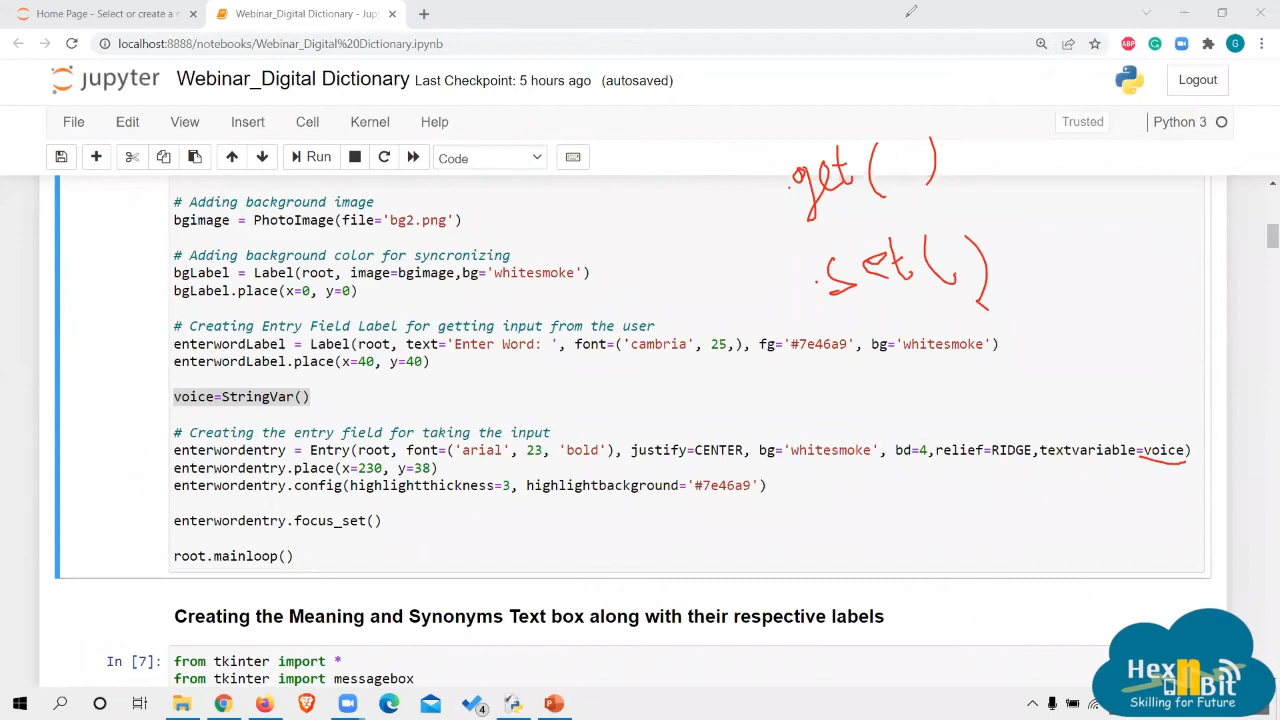 Home Page - Select or create a n
Webinar_Digital Dictionary - Jup
localhost:8888/notebooks/Webinar_Digital%20Dictionary.ipynb
ABP
G
jupyter Webinar_Digital Dictionary Last Checkpoint: 5 hours ago (autosaved)
Logout
File Edit View Insert Cell Kernel Help
Trusted
Python 3
Run
Code
.get( )
.set( )
# Adding background image
bgimage = PhotoImage(file='bg2.png')
# Adding background color for syncronizing
bgLabel = Label(root, image=bgimage,bg='whitesmoke')
bgLabel.place(x=0, y=0)
# Creating Entry Field Label for getting input from the user
enterwordLabel = Label(root, text='Enter Word: ', font=('cambria', 25,), fg='#7e46a9', bg='whitesmoke')
enterwordLabel.place(x=40, y=40)
voice=StringVar()
# Creating the entry field for taking the input
enterwordentry = Entry(root, font=('arial', 23, 'bold'), justify=CENTER, bg='whitesmoke', bd=4,relief=RIDGE,textvariable=voice)
enterwordentry.place(x=230, y=38)
enterwordentry.config(highlightthickness=3, highlightbackground='#7e46a9')
enterwordentry.focus_set()
root.mainloop()
Creating the Meaning and Synonyms Text box along with their respective labels
In [7]: from tkinter import *
from tkinter import messagebox
HexnBit
Skilling for Future
4